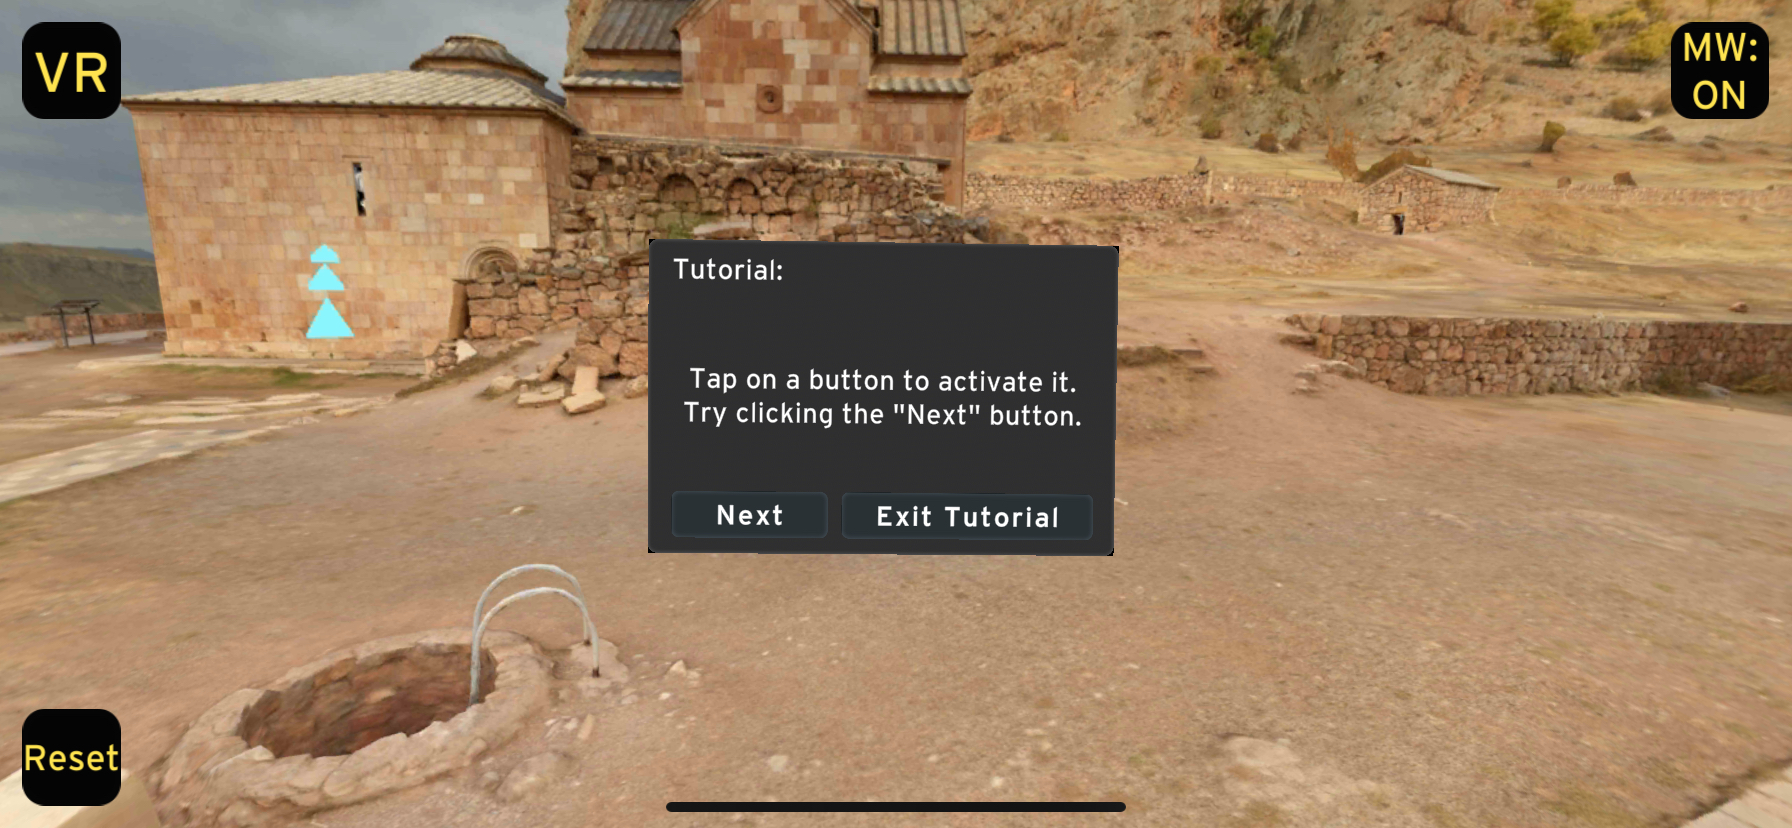 VR
MW:
ON
Tutorial:
Tap on a button to activate it.
Try clicking the "Next" button.
Next
Exit Tutorial
Reset